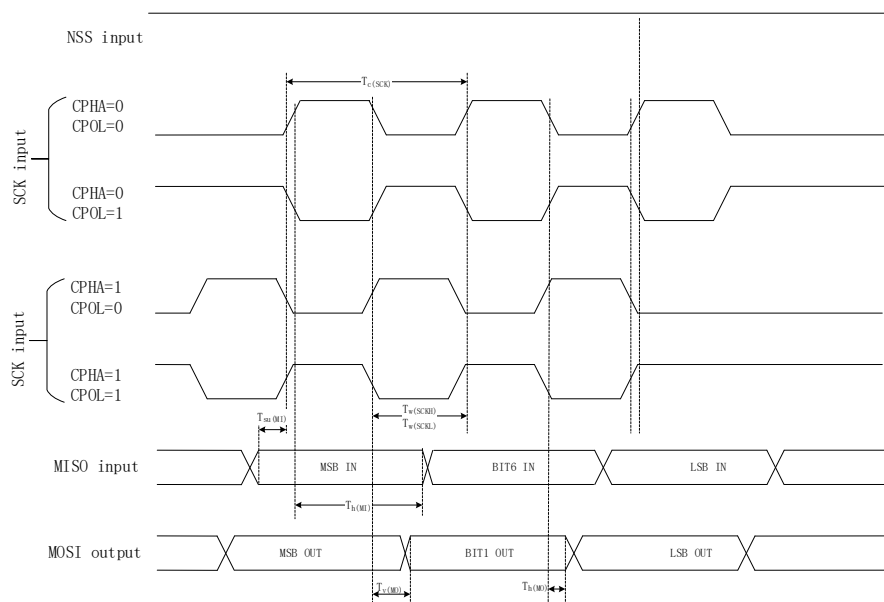 NSS input
Tc(SCK)
SCK input
CPHA=0
CPOL=0
CPHA=0
CPOL=1
SCK input
CPHA=1
CPOL=0
CPHA=1
CPOL=1
Tw(SCKH)
Tw(SCKL)
Tsu(MI)
MISO input
MSB IN
BIT6 IN
LSB IN
Th(MI)
MOSI output
MSB OUT
BIT1 OUT
LSB OUT
Tv(MO)
Th(MO)